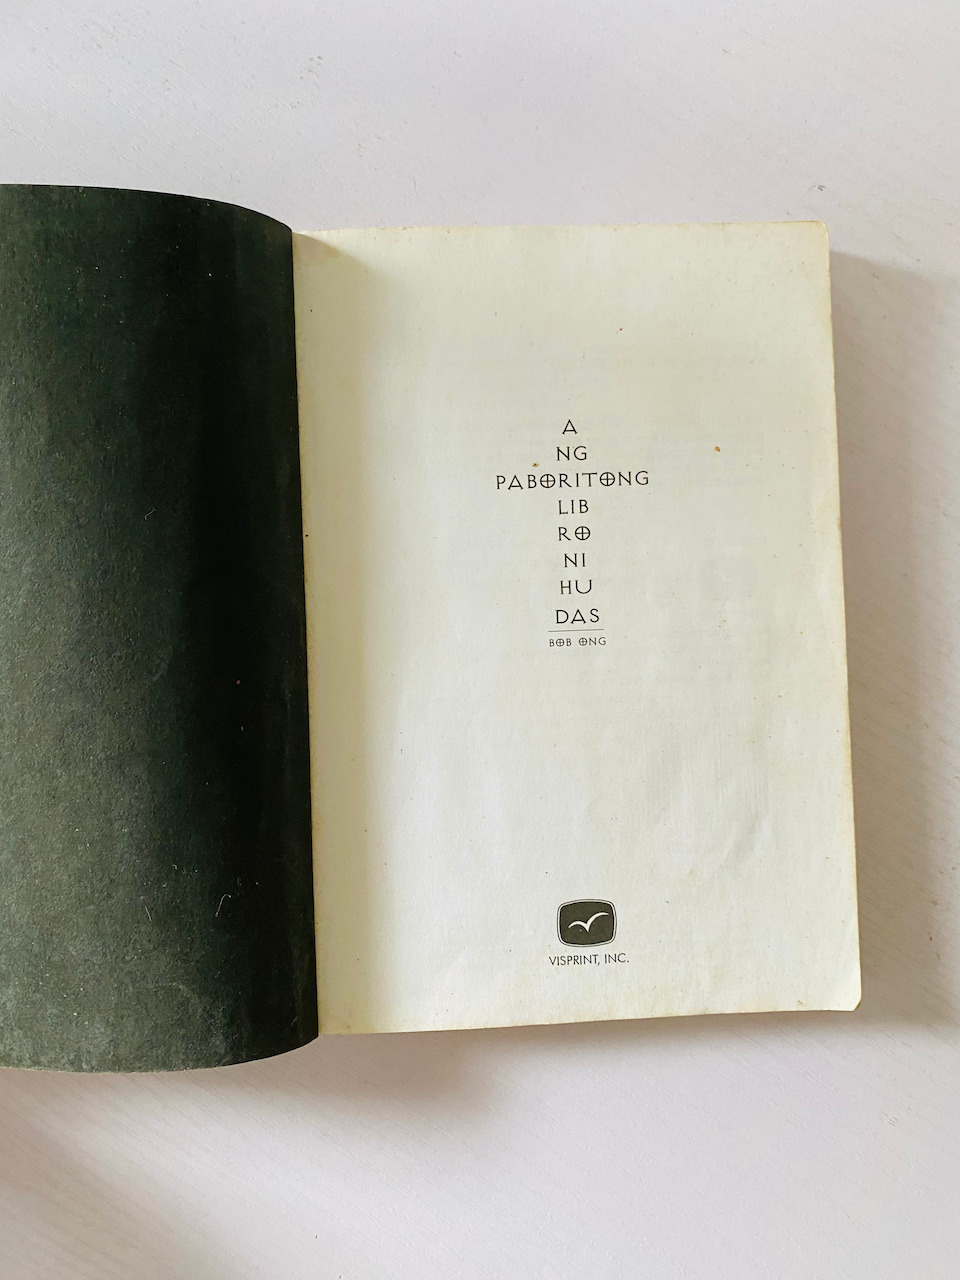 A
NG
PABORITONG
LIB
RO
NI
HU
DAS
BOB ONG
VISPRINT, INC.